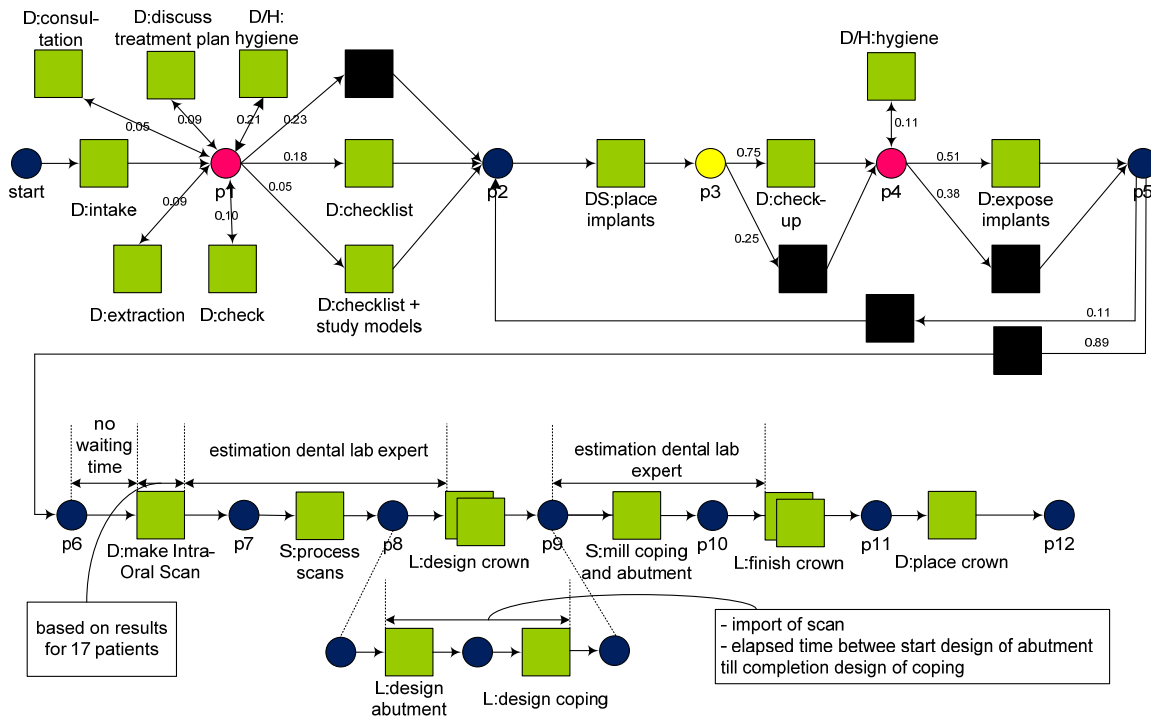 D:consul-
tation
D:discuss
treatment plan
D/H:
hygiene
D/H:hygiene
0.05
0.09
0.21
0.23
0.11
start
D:intake
p1
0.18
0.05
D:checklist
p2
DS:place
implants
p3
0.75
D:check-
up
0.25
p4
0.51
0.38
D:expose
implants
p5
0.09
0.10
D:extraction
D:check
D:checklist +
study models
0.11
0.89
no
waiting
time
estimation dental lab expert
estimation dental lab
expert
p6
D:make Intra-
Oral Scan
p7
S:process
scans
p8
L:design crown
p9
S:mill coping
and abutment
p10
L:finish crown
p11
D:place crown
p12
based on results
for 17 patients
L:design
abutment
L:design coping
- import of scan
- elapsed time betwee start design of abutment
till completion design of coping